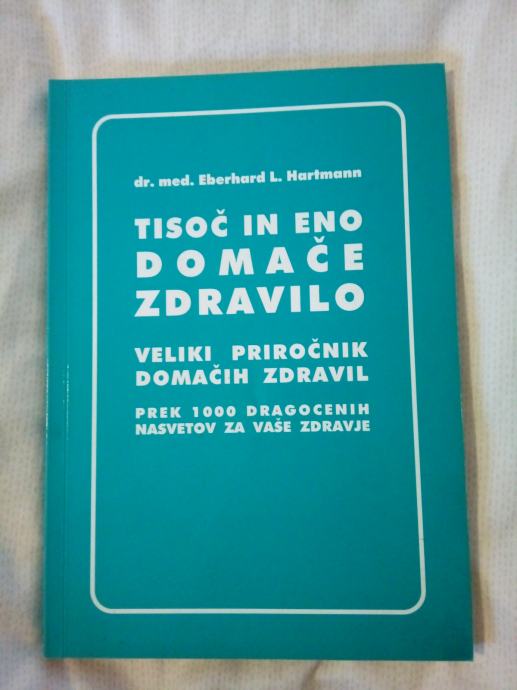 dr. med. Eberhard L. Hartmann
TISOČ IN ENO
DOMAČE
ZDRAVILO
VELIKI PRIROČNIK
DOMAČIH ZDRAVIL
PREK 1000 DRAGOCENIH
NASVETOV ZA VAŠE ZDRAVJE